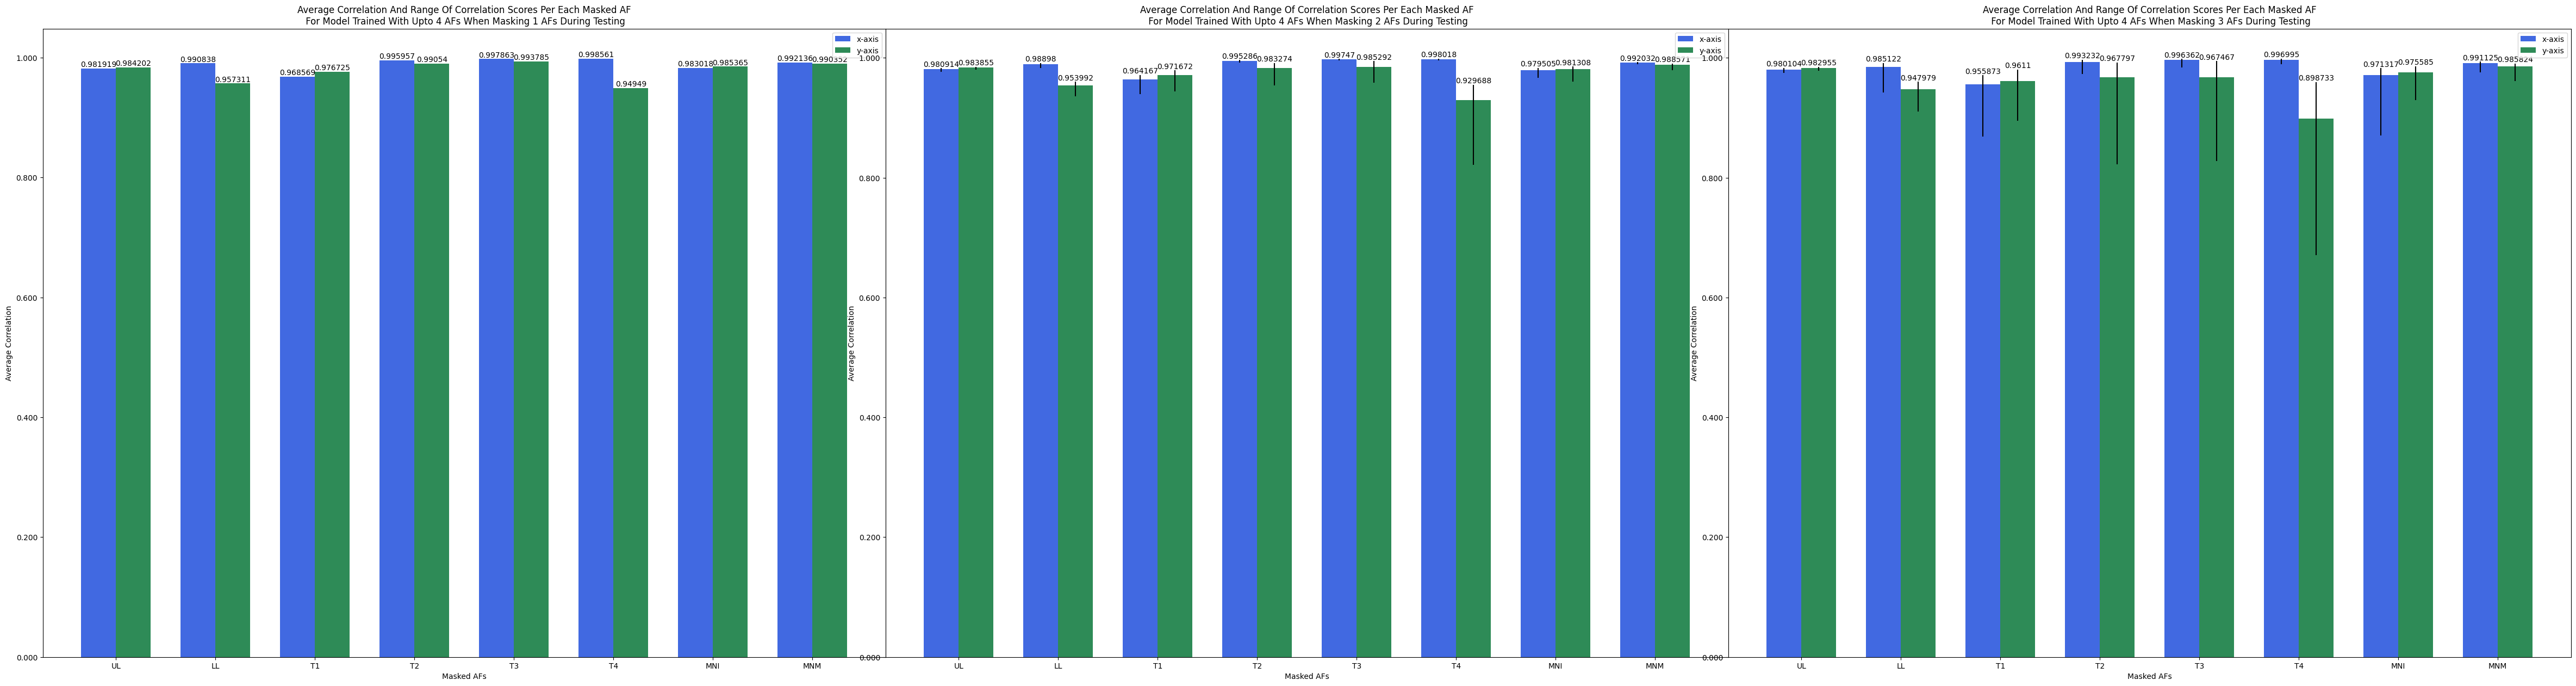 Average Correlation And Range Of Correlation Scores Per Each Masked AF
For Model Trained With Upto 4 AFs When Masking 1 AFs During Testing
x-axis
y-axis
1.000
0.800
0.600
0.400
0.200
0.000
Average Correlation
0.981919
0.984202
0.990838
0.957311
0.968569
0.976725
0.995957
0.99054
0.997863
0.993785
0.998561
0.94949
0.983018
0.985365
0.992136
0.990352
UL
LL
T1
T2
T3
T4
MNI
MNM
Masked AFs
Average Correlation And Range Of Correlation Scores Per Each Masked AF
For Model Trained With Upto 4 AFs When Masking 2 AFs During Testing
x-axis
y-axis
1.000
0.800
0.600
0.400
0.200
0.000
Average Correlation
0.980914
0.983855
0.98898
0.953992
0.964167
0.971672
0.995286
0.983274
0.99747
0.985292
0.998018
0.929688
0.979505
0.981308
0.992032
0.988571
UL
LL
T1
T2
T3
T4
MNI
MNM
Masked AFs
Average Correlation And Range Of Correlation Scores Per Each Masked AF
For Model Trained With Upto 4 AFs When Masking 3 AFs During Testing
x-axis
y-axis
1.000
0.800
0.600
0.400
0.200
0.000
Average Correlation
0.980104
0.982955
0.985122
0.947979
0.955873
0.9611
0.993232
0.967797
0.996362
0.967467
0.996995
0.898733
0.971317
0.975585
0.991125
0.985824
UL
LL
T1
T2
T3
T4
MNI
MNM
Masked AFs